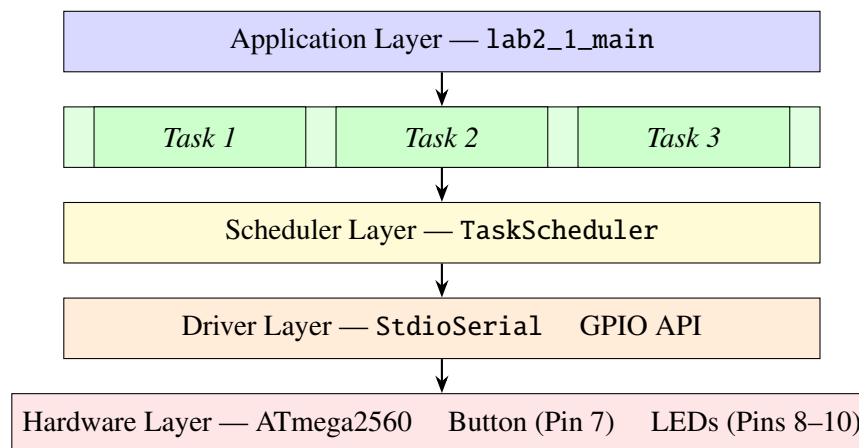 Application Layer — lab2_1_main
Task 1 Task 2 Task 3
Scheduler Layer — TaskScheduler
Driver Layer — StdioSerial GPIO API
Hardware Layer — ATmega2560 Button (Pin 7) LEDs (Pins 8–10)